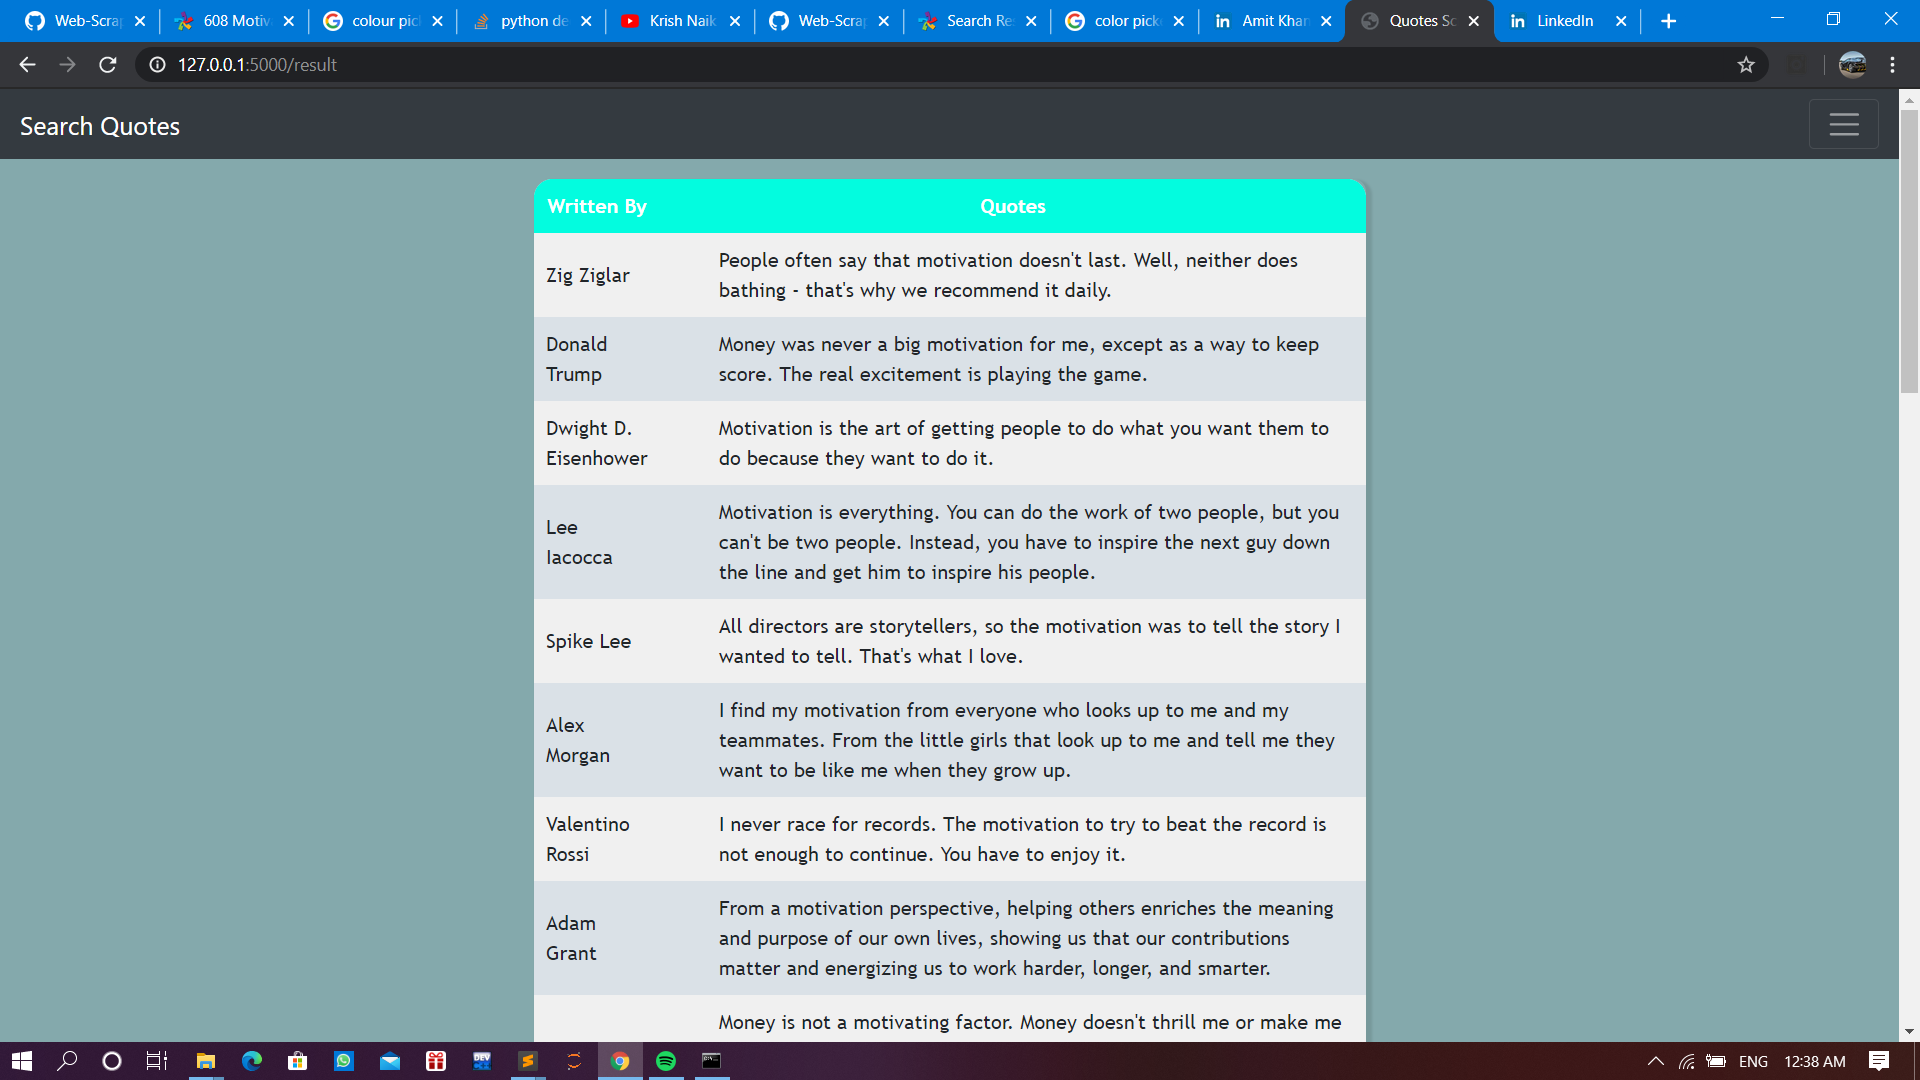 Web-Scrap
608 Motiv
colour pic
python de
Krish Naik
Web-Scrap
Search Re
color pick
Amit Khan
Quotes Sc
LinkedIn
127.0.0.1:5000/result
Search Quotes
Written By Quotes
Zig Ziglar
People often say that motivation doesn't last. Well, neither does
bathing - that's why we recommend it daily.
Donald
Trump
Money was never a big motivation for me, except as a way to keep
score. The real excitement is playing the game.
Dwight D.
Eisenhower
Motivation is the art of getting people to do what you want them to
do because they want to do it.
Lee
Iacocca
Motivation is everything. You can do the work of two people, but you
can't be two people. Instead, you have to inspire the next guy down
the line and get him to inspire his people.
Spike Lee
All directors are storytellers, so the motivation was to tell the story I
wanted to tell. That's what I love.
Alex
Morgan
I find my motivation from everyone who looks up to me and my
teammates. From the little girls that look up to me and tell me they
want to be like me when they grow up.
Valentino
Rossi
I never race for records. The motivation to try to beat the record is
not enough to continue. You have to enjoy it.
Adam
Grant
From a motivation perspective, helping others enriches the meaning
and purpose of our own lives, showing us that our contributions
matter and energizing us to work harder, longer, and smarter.
Money is not a motivating factor. Money doesn't thrill me or make me
ENG 12:38 AM